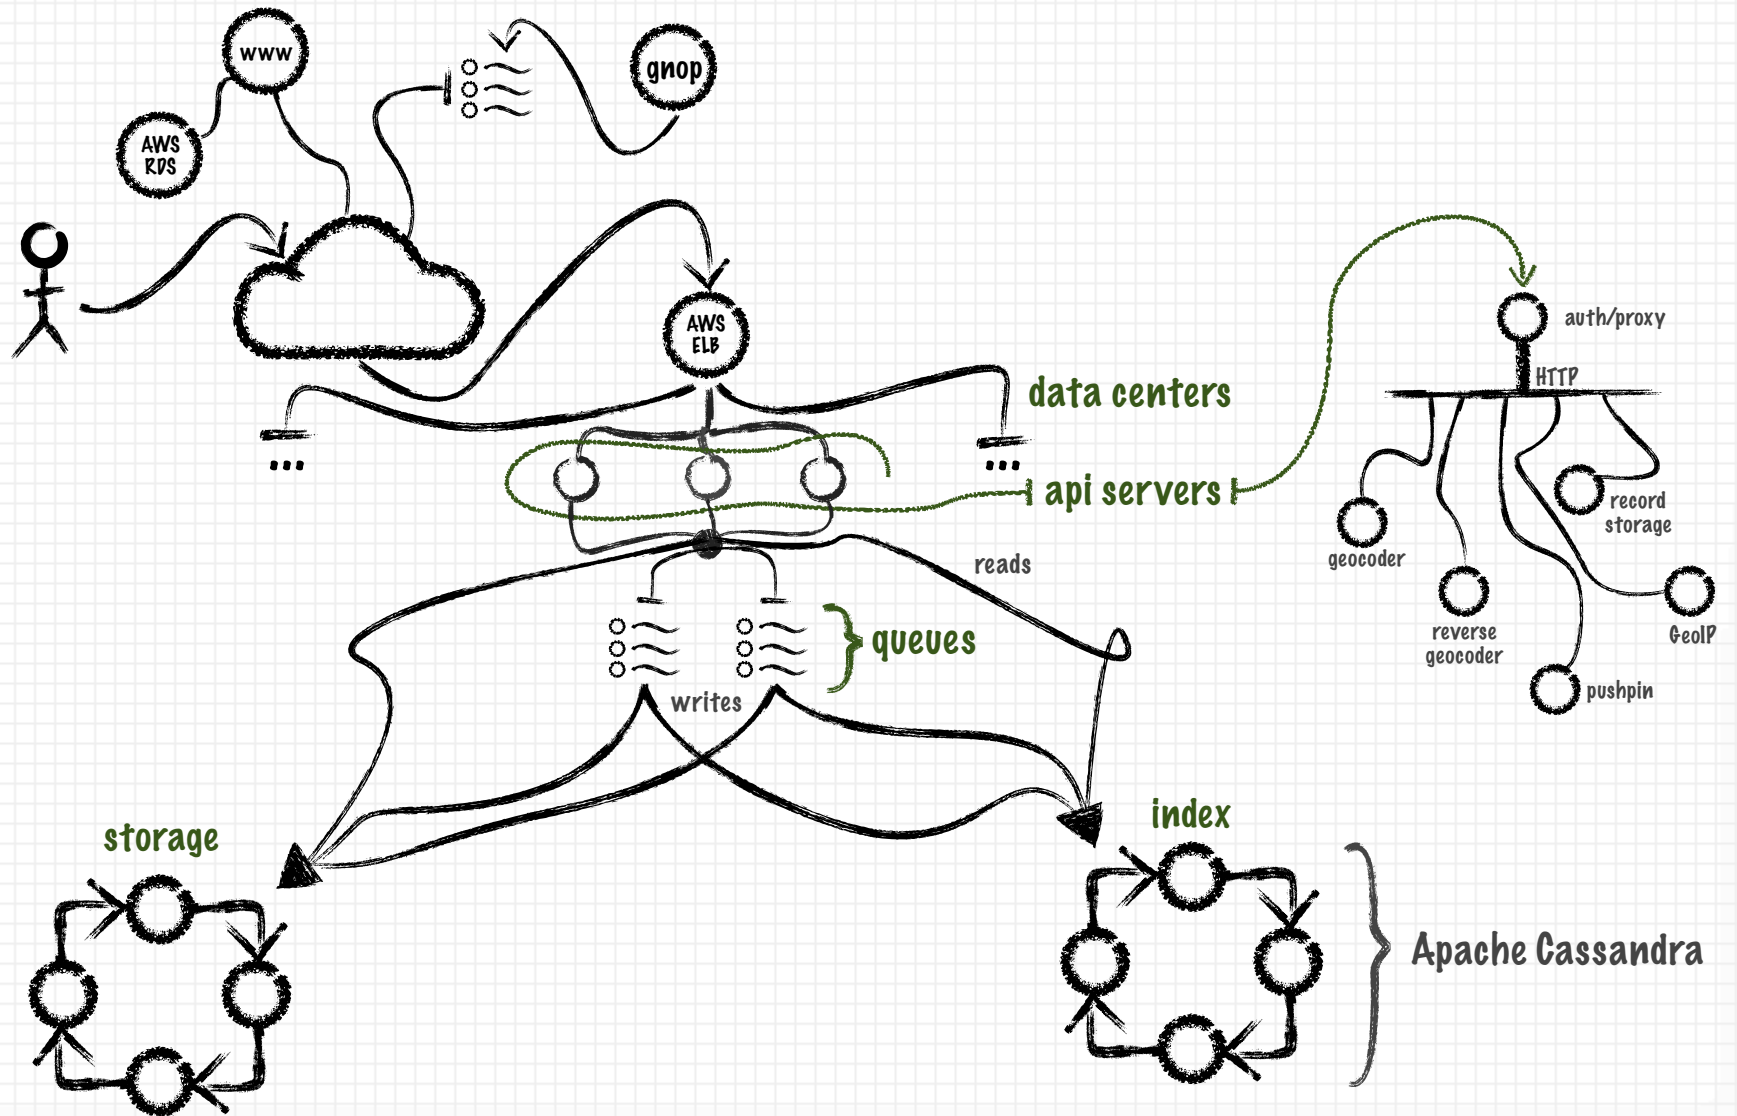 www
gnop
AWS
RDS
AWS
ELB
auth/proxy
HTTP
data centers
api servers
record
storage
geocoder
reads
reverse
geocoder
GeoIP
queues
pushpin
writes
storage
index
Apache Cassandra